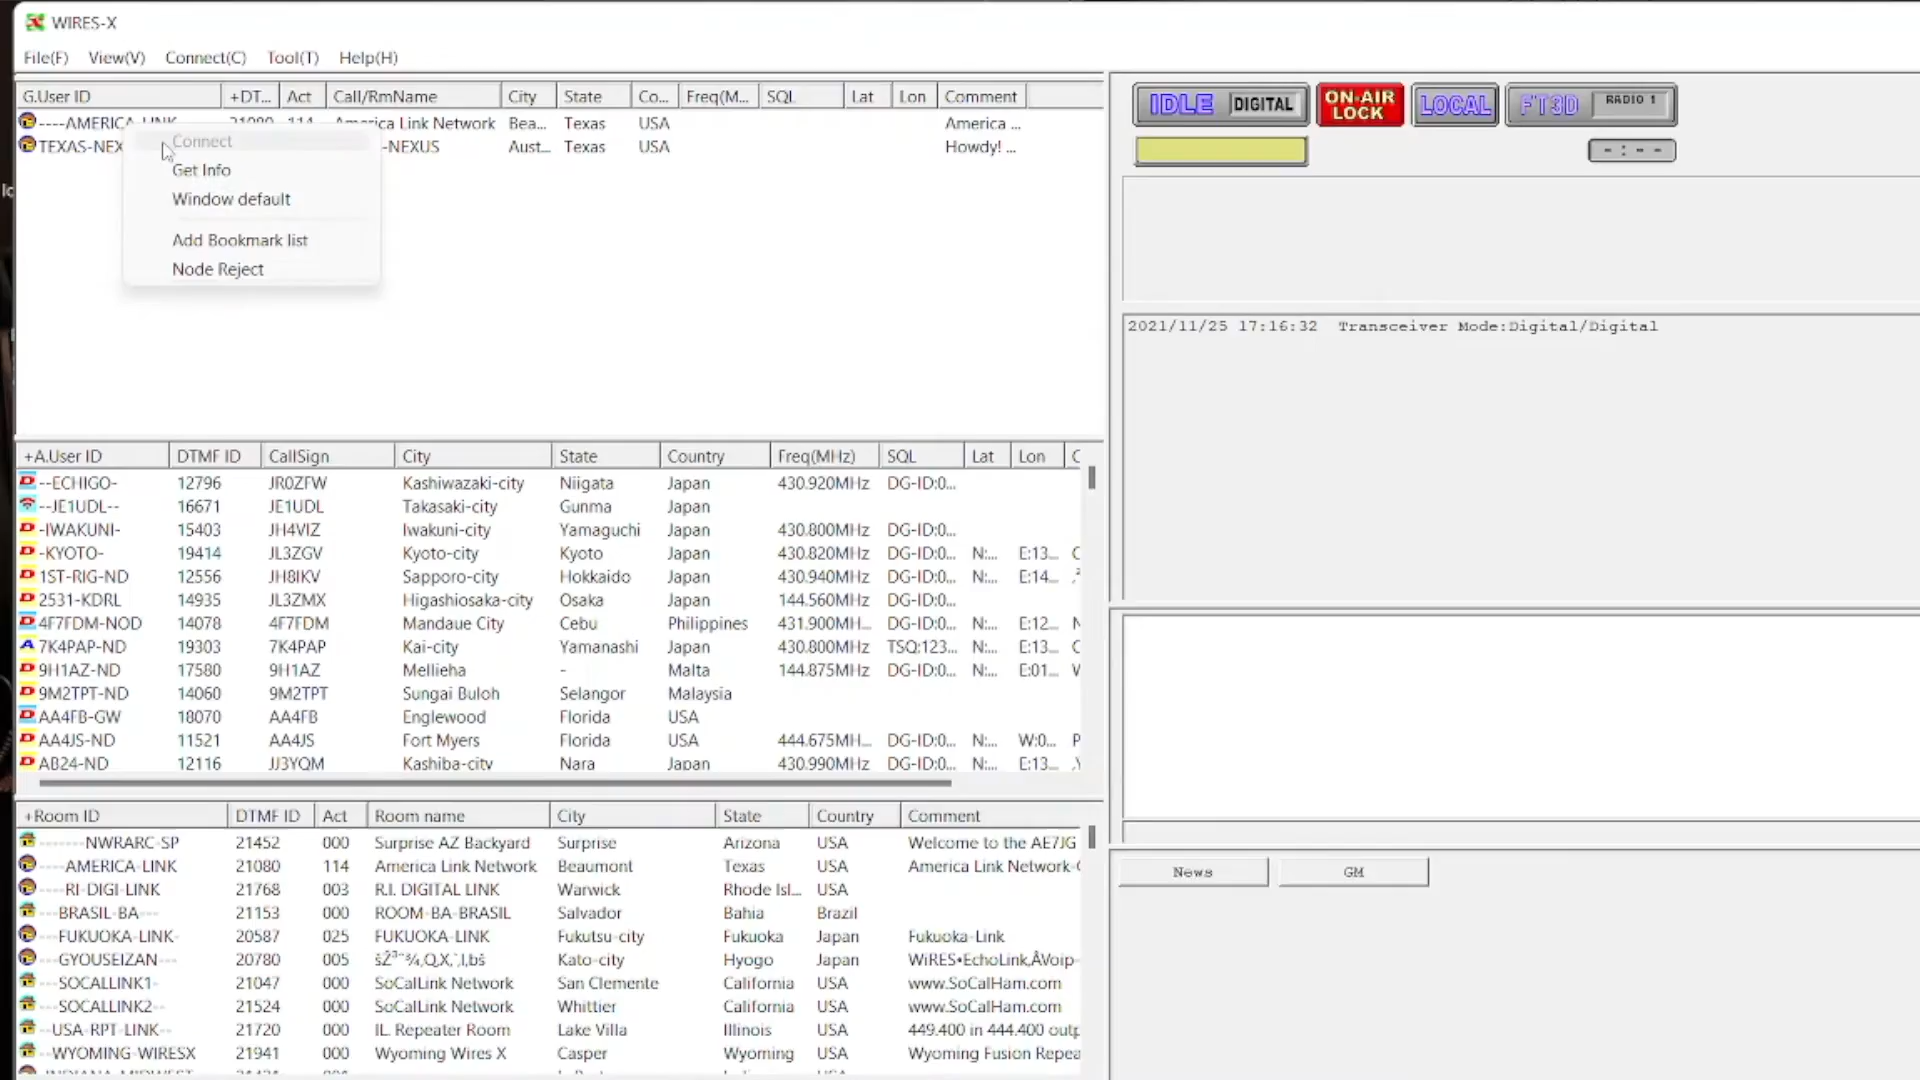 WIRES-X
File(F) View(V) Connect(C) Tool(T) Help(H)
G.User ID +DT... Act Call/RmName City State Co... Freq(M... SQL Lat Lon Comment
----AMERICA-LINK 21080 114 America Link Network Bea... Texas USA America ...
TEXAS-NEX -NEXUS Aust... Texas USA Howdy! ...
Connect
Get Info
Window default
Add Bookmark list
Node Reject
IDLE DIGITAL ON-AIR LOCK LOCAL FT3D RADIO 1
- : - -
2021/11/25 17:16:32 Transceiver Mode:Digital/Digital
+A.User ID DTMF ID CallSign City State Country Freq(MHz) SQL Lat Lon C
--ECHIGO- 12796 JR0ZFW Kashiwazaki-city Niigata Japan 430.920MHz DG-ID:0...
--JE1UDL-- 16671 JE1UDL Takasaki-city Gunma Japan
-IWAKUNI- 15403 JH4VIZ Iwakuni-city Yamaguchi Japan 430.800MHz DG-ID:0...
-KYOTO- 19414 JL3ZGV Kyoto-city Kyoto Japan 430.820MHz DG-ID:0... N:... E:13...
1ST-RIG-ND 12556 JH8IKV Sapporo-city Hokkaido Japan 430.940MHz DG-ID:0... N:... E:14...
2531-KDRL 14935 JL3ZMX Higashiosaka-city Osaka Japan 144.560MHz DG-ID:0...
4F7FDM-NOD 14078 4F7FDM Mandaue City Cebu Philippines 431.900MH... DG-ID:0... N:... E:12...
7K4PAP-ND 19303 7K4PAP Kai-city Yamanashi Japan 430.800MHz TSQ:123... N:... E:13...
9H1AZ-ND 17580 9H1AZ Mellieha - Malta 144.875MHz DG-ID:0... N:... E:01...
9M2TPT-ND 14060 9M2TPT Sungai Buloh Selangor Malaysia
AA4FB-GW 18070 AA4FB Englewood Florida USA
AA4JS-ND 11521 AA4JS Fort Myers Florida USA 444.675MH... DG-ID:0... N:... W:0...
AB24-ND 12116 JJ3YQM Kashiba-city Nara Japan 430.990MHz DG-ID:0... N:... E:13...
+Room ID DTMF ID Act Room name City State Country Comment
-------NWRARC-SP 21452 000 Surprise AZ Backyard Surprise Arizona USA Welcome to the AE7JG
----AMERICA-LINK 21080 114 America Link Network Beaumont Texas USA America Link Network-
----RI-DIGI-LINK 21768 003 R.I. DIGITAL LINK Warwick Rhode Isl... USA
---BRASIL-BA--- 21153 000 ROOM-BA-BRASIL Salvador Bahia Brazil
---FUKUOKA-LINK- 20587 025 FUKUOKA-LINK Fukutsu-city Fukuoka Japan Fukuoka-Link
---GYOUSEIZAN--- 20780 005 Kato-city Hyogo Japan
---SOCALLINK1- 21047 000 SoCalLink Network San Clemente California USA www.SoCalHam.com
---SOCALLINK2-- 21524 000 SoCalLink Network Whittier California USA www.SoCalHam.com
--USA-RPT-LINK-- 21720 000 IL. Repeater Room Lake Villa Illinois USA 449.400 in 444.400 outp
--WYOMING-WIRESX 21941 000 Wyoming Wires X Casper Wyoming USA Wyoming Fusion Repea
News GM